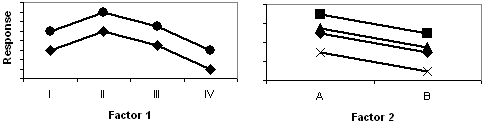 Response
I II III IV
Factor 1
A B
Factor 2